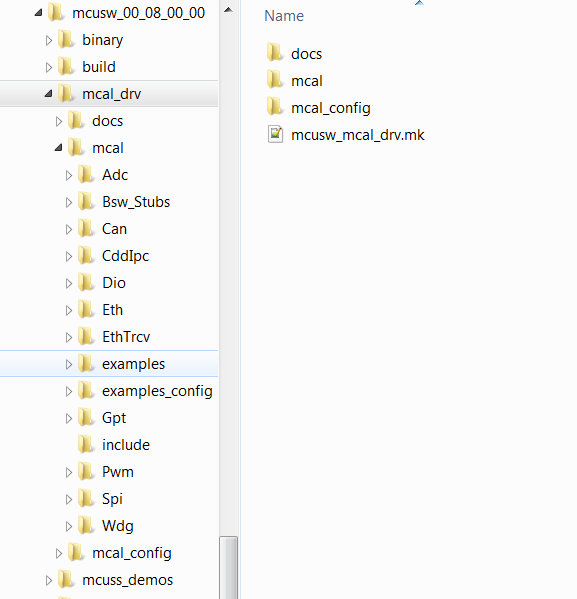 mcusw_00_08_00_00
binary
build
mcal_drv
docs
mcal
Adc
Bsw_Stubs
Can
CddIpc
Dio
Eth
EthTrcv
examples
examples_config
Gpt
include
Pwm
Spi
Wdg
mcal_config
mcuss_demos
Name
docs
mcal
mcal_config
mcusw_mcal_drv.mk